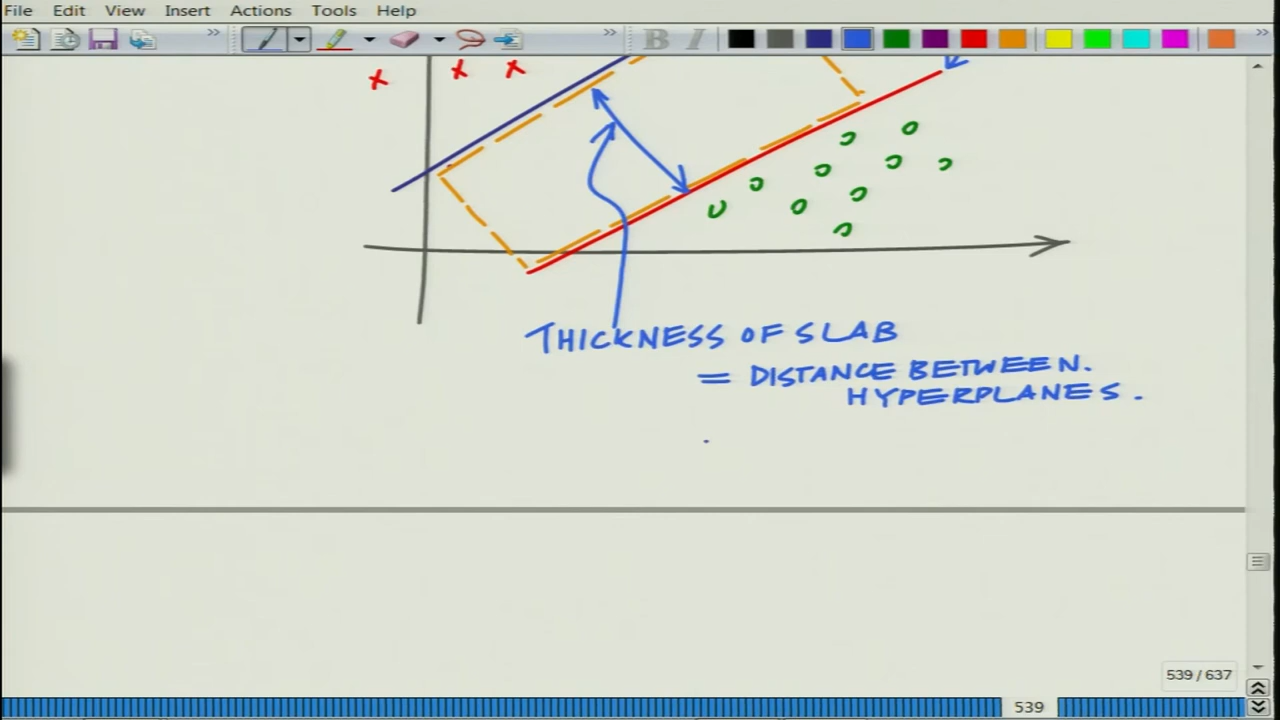 File Edit View Insert Actions Tools Help
B I
THICKNESS OF SLAB
= DISTANCE BETWEEN.
HYPERPLANES.
539 / 637
539